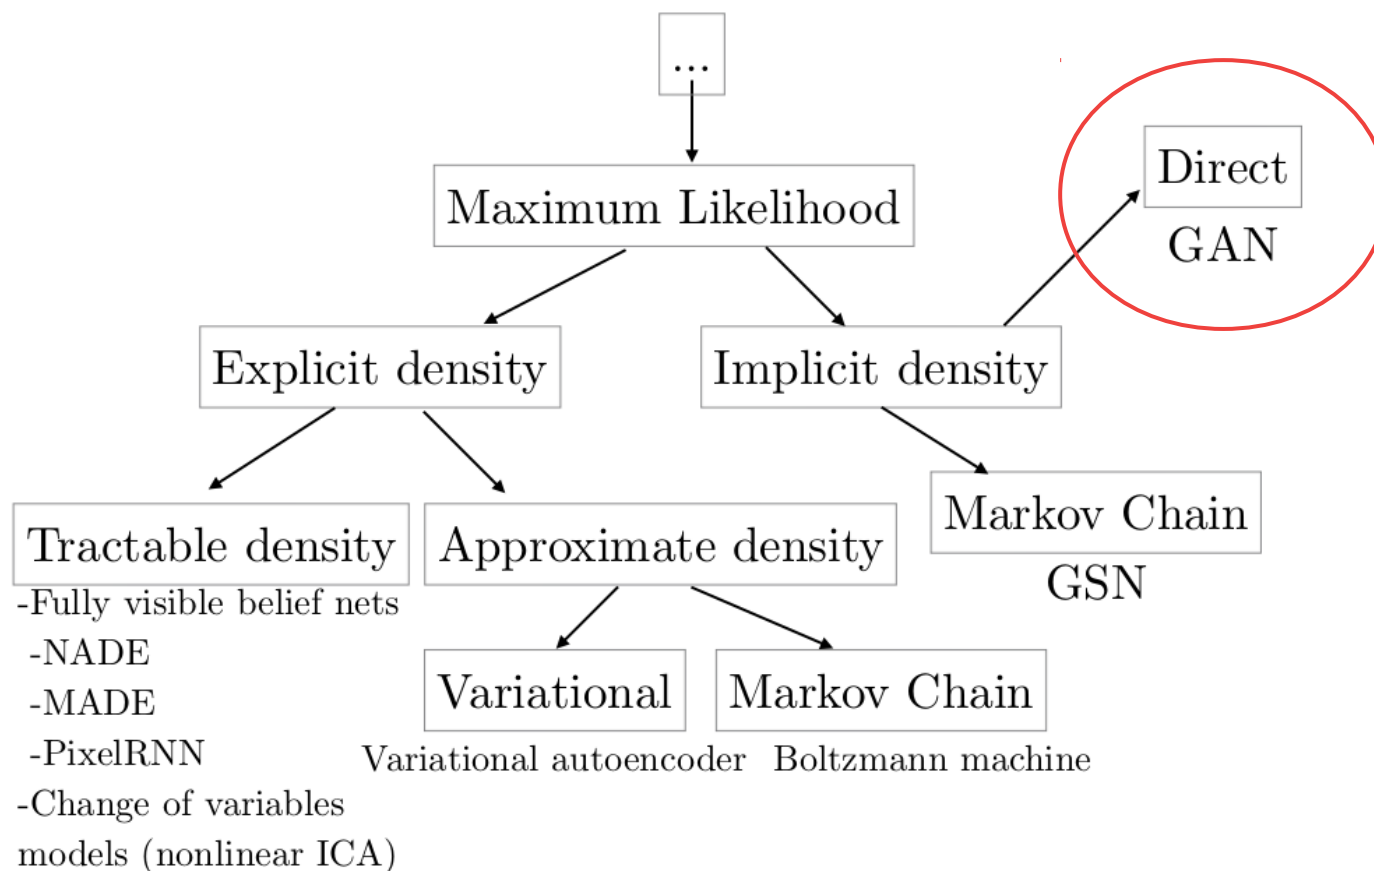 ...
Maximum Likelihood
Direct
GAN
Explicit density
Implicit density
Markov Chain
GSN
Tractable density
-Fully visible belief nets
-NADE
-MADE
-PixelRNN
-Change of variables
models (nonlinear ICA)
Approximate density
Variational
Variational autoencoder
Markov Chain
Boltzmann machine